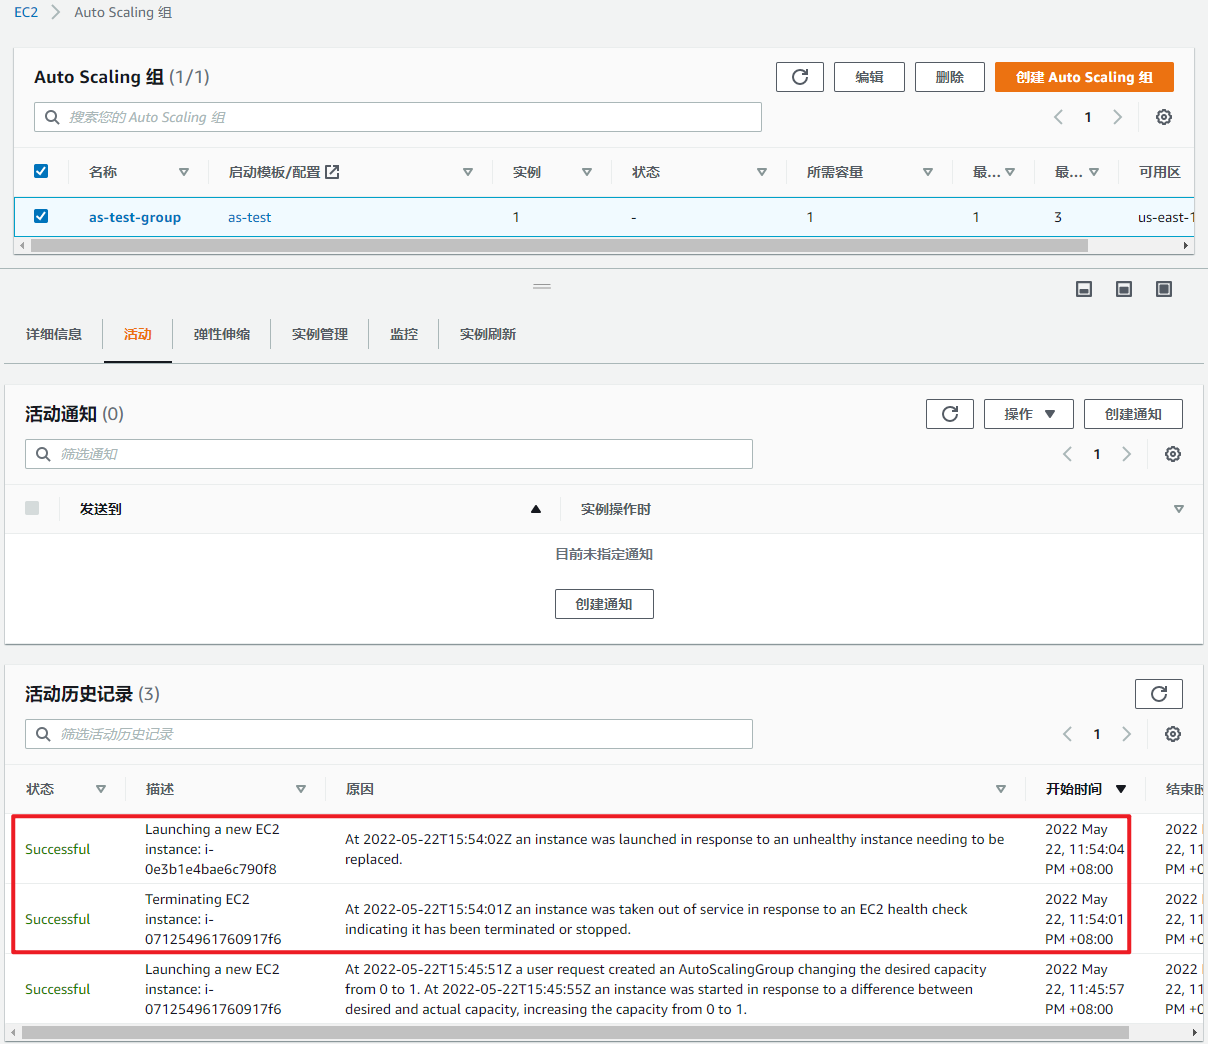 EC2 > Auto Scaling 组
Auto Scaling 组 (1/1)
编辑
删除
创建 Auto Scaling 组
搜索您的 Auto Scaling 组
1
名称
启动模板/配置
实例
状态
所需容量
最...
最...
可用区
as-test-group
as-test
1
-
1
1
3
us-east-1
详细信息
活动
弹性伸缩
实例管理
监控
实例刷新
活动通知 (0)
操作
创建通知
筛选通知
1
发送到
实例操作时
目前未指定通知
创建通知
活动历史记录 (3)
筛选活动历史记录
1
状态
描述
原因
开始时间
结束时
Successful
Launching a new EC2
instance: i-
0e3b1e4bae6c790f8
At 2022-05-22T15:54:02Z an instance was launched in response to an unhealthy instance needing to be
replaced.
2022 May
22, 11:54:04
PM +08:00
2022
22, 11
PM +0
Successful
Terminating EC2
instance: i-
071254961760917f6
At 2022-05-22T15:54:01Z an instance was taken out of service in response to an EC2 health check
indicating it has been terminated or stopped.
2022 May
22, 11:54:01
PM +08:00
2022
22, 11
PM +0
Successful
Launching a new EC2
instance: i-
071254961760917f6
At 2022-05-22T15:45:51Z a user request created an AutoScalingGroup changing the desired capacity
from 0 to 1. At 2022-05-22T15:45:55Z an instance was started in response to a difference between
desired and actual capacity, increasing the capacity from 0 to 1.
2022 May
22, 11:45:57
PM +08:00
2022
22, 11
PM +0